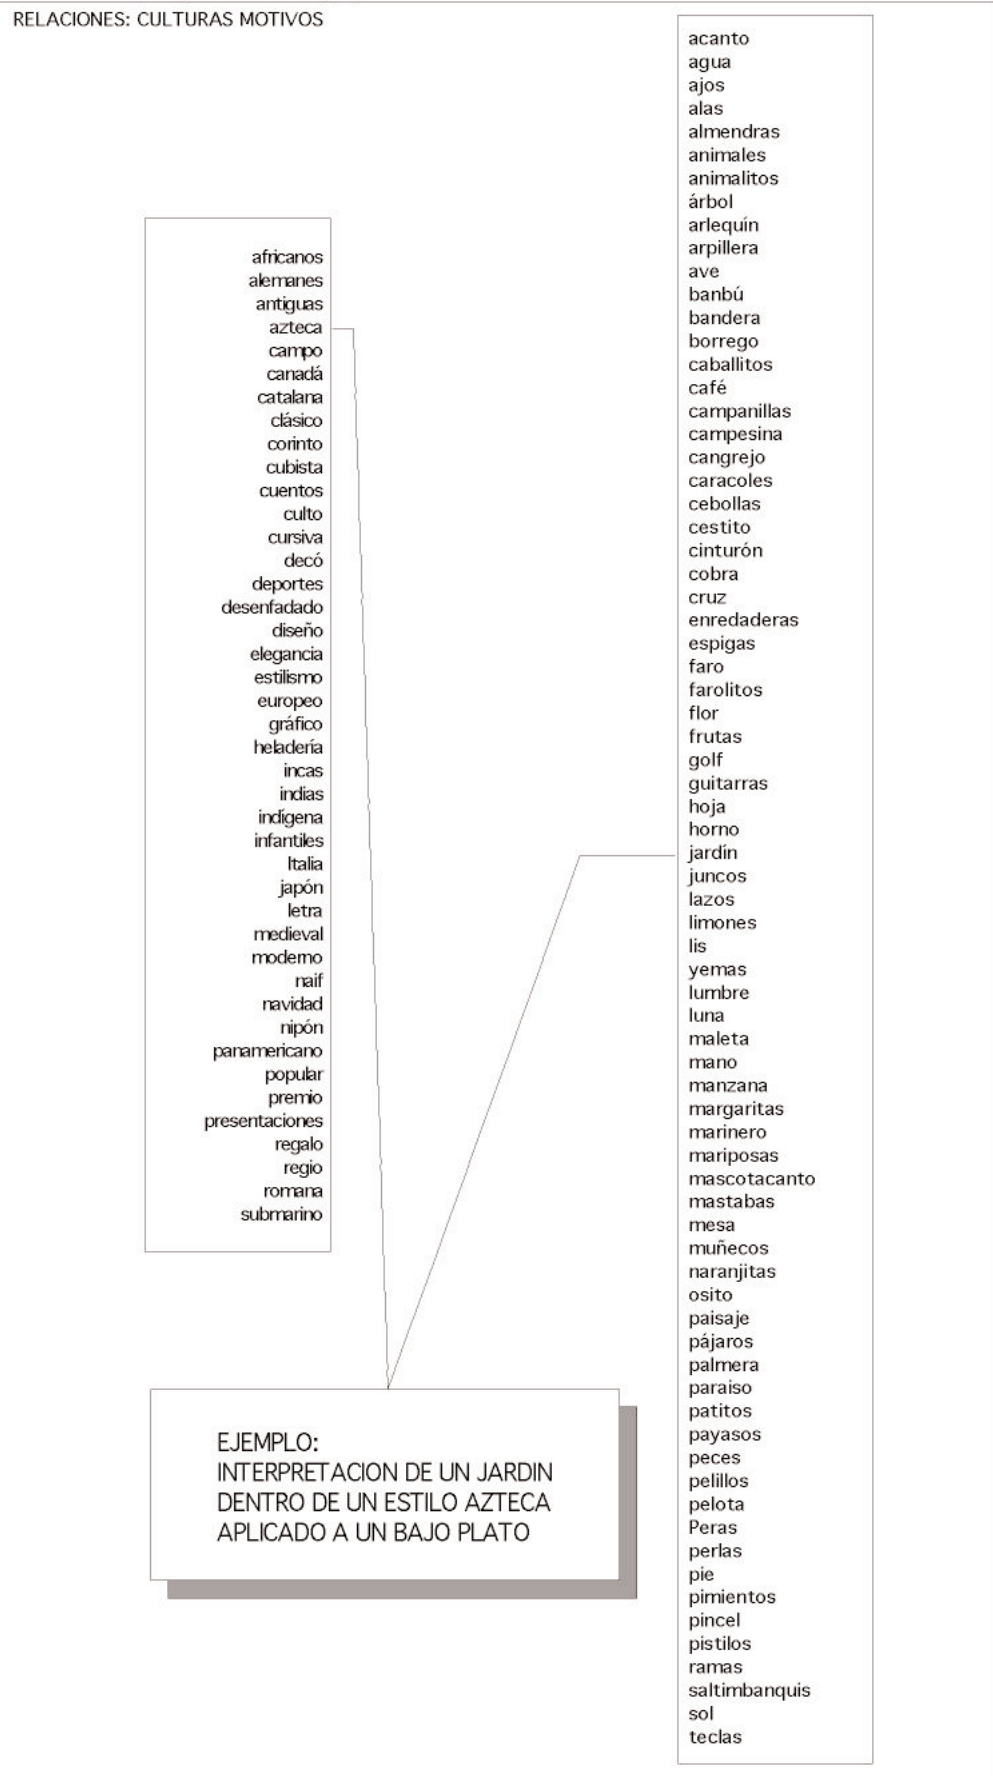 RELACIONES: CULTURAS MOTIVOS
africanos
alemanes
antiguas
azteca
campo
canadá
catalana
clásico
corinto
cubista
cuentos
culto
cursiva
decó
deportes
desenfadado
diseño
elegancia
estilismo
europeo
gráfico
heladería
incas
indias
indígena
infantiles
Italia
japón
letra
medieval
moderno
naif
navidad
nipón
panamericano
popular
premio
presentaciones
regalo
regio
romana
submarino
acanto
agua
ajos
alas
almendras
animales
animalitos
árbol
arlequín
arpillera
ave
banbú
bandera
borrego
caballitos
café
campanillas
campesina
cangrejo
caracoles
cebollas
cestito
cinturón
cobra
cruz
enredaderas
espigas
faro
farolitos
flor
frutas
golf
guitarras
hoja
horno
jardín
juncos
lazos
limones
lis
yemas
lumbre
luna
maleta
mano
manzana
margaritas
marinero
mariposas
mascotacanto
mastabas
mesa
muñecos
naranjitas
osito
paisaje
pájaros
palmera
paraiso
patitos
payasos
peces
pelillos
pelota
Peras
perlas
pie
pimientos
pincel
pistilos
ramas
saltimbanquis
sol
teclas
EJEMPLO:
INTERPRETACION DE UN JARDIN
DENTRO DE UN ESTILO AZTECA
APLICADO A UN BAJO PLATO